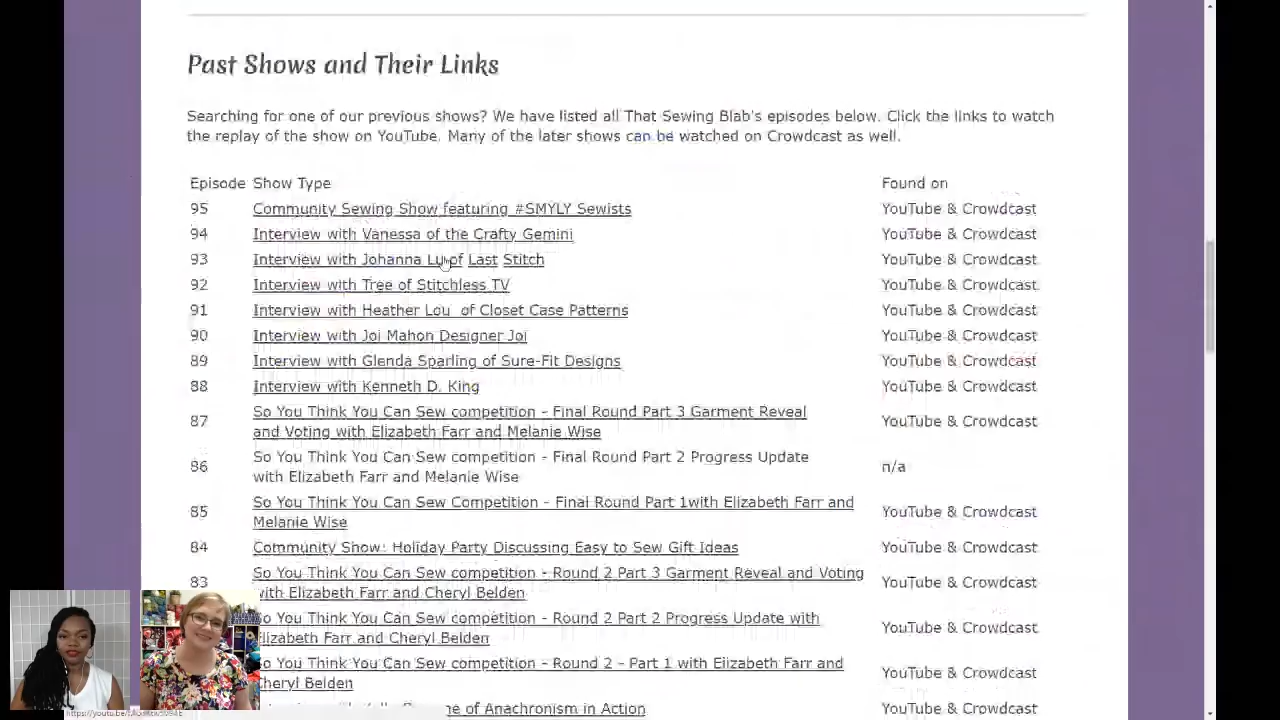 Past Shows and Their Links
Searching for one of our previous shows? We have listed all That Sewing Blab's episodes below. Click the links to watch
the replay of the show on YouTube. Many of the later shows can be watched on Crowdcast as well.
Episode Show Type Found on
95 Community Sewing Show featuring #SMYLY Sewists YouTube & Crowdcast
94 Interview with Vanessa of the Crafty Gemini YouTube & Crowdcast
93 Interview with Johanna Lu of Last Stitch YouTube & Crowdcast
92 Interview with Tree of Stitchless TV YouTube & Crowdcast
91 Interview with Heather Lou of Closet Case Patterns YouTube & Crowdcast
90 Interview with Joi Mahon Designer Joi YouTube & Crowdcast
89 Interview with Glenda Sparling of Sure-Fit Designs YouTube & Crowdcast
88 Interview with Kenneth D. King YouTube & Crowdcast
87 So You Think You Can Sew competition - Final Round Part 3 Garment Reveal YouTube & Crowdcast
and Voting with Elizabeth Farr and Melanie Wise
86 So You Think You Can Sew competition - Final Round Part 2 Progress Update n/a
with Elizabeth Farr and Melanie Wise
85 So You Think You Can Sew Competition - Final Round Part 1with Elizabeth Farr and YouTube & Crowdcast
Melanie Wise
84 Community Show: Holiday Party Discussing Easy to Sew Gift Ideas YouTube & Crowdcast
83 So You Think You Can Sew competition - Round 2 Part 3 Garment Reveal and Voting YouTube & Crowdcast
with Elizabeth Farr and Cheryl Belden
So You Think You Can Sew competition - Round 2 Part 2 Progress Update with YouTube & Crowdcast
Elizabeth Farr and Cheryl Belden
So You Think You Can Sew competition - Round 2 - Part 1 with Elizabeth Farr and YouTube & Crowdcast
Cheryl Belden
of Anachronism in Action YouTube & Crowdcast